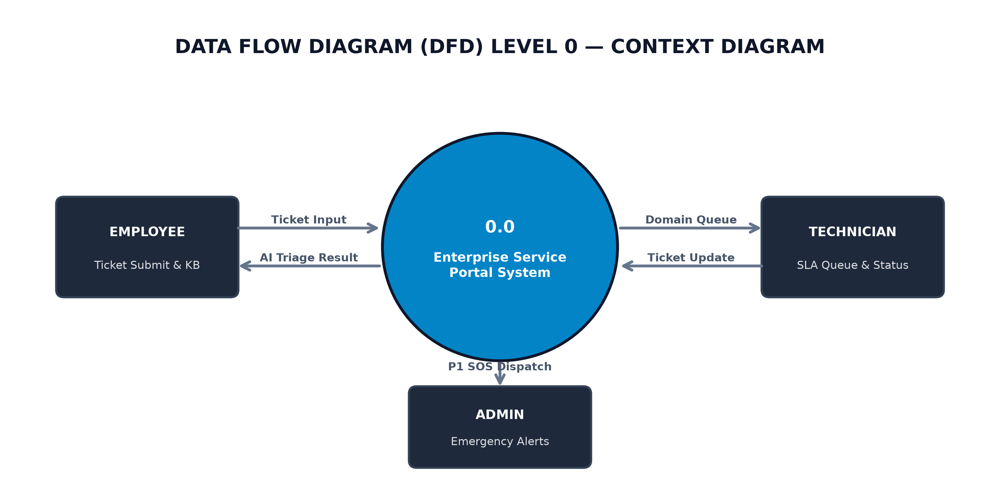 DATA FLOW DIAGRAM (DFD) LEVEL 0 — CONTEXT DIAGRAM
EMPLOYEE
Ticket Submit & KB
Ticket Input
AI Triage Result
0.0
Enterprise Service
Portal System
Domain Queue
Ticket Update
TECHNICIAN
SLA Queue & Status
P1 SOS Dispatch
ADMIN
Emergency Alerts